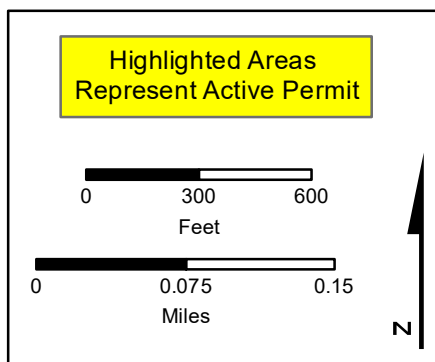 Highlighted Areas
Represent Active Permit
0 300 600
Feet
0 0.075 0.15
Miles
N